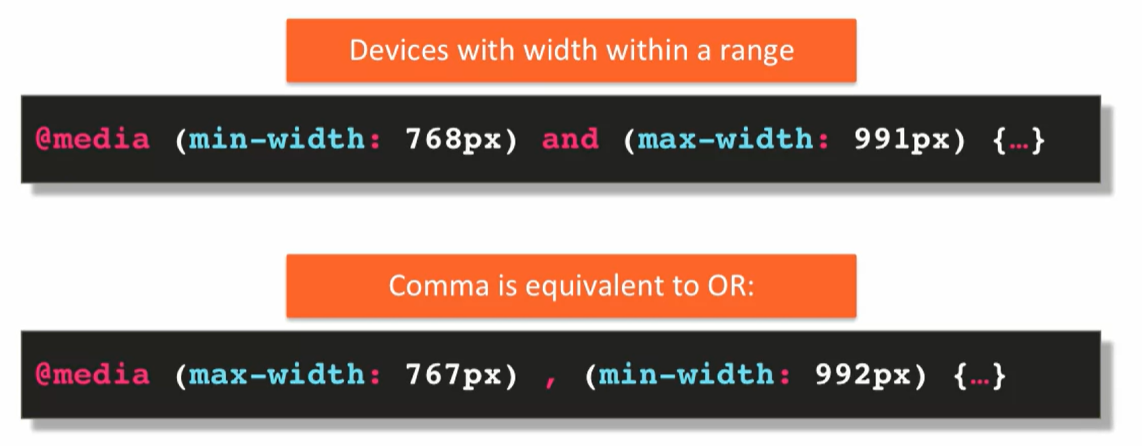 Devices with width within a range
@media (min-width: 768px) and (max-width: 991px) {…}
Comma is equivalent to OR:
@media (max-width: 767px) , (min-width: 992px) {…}